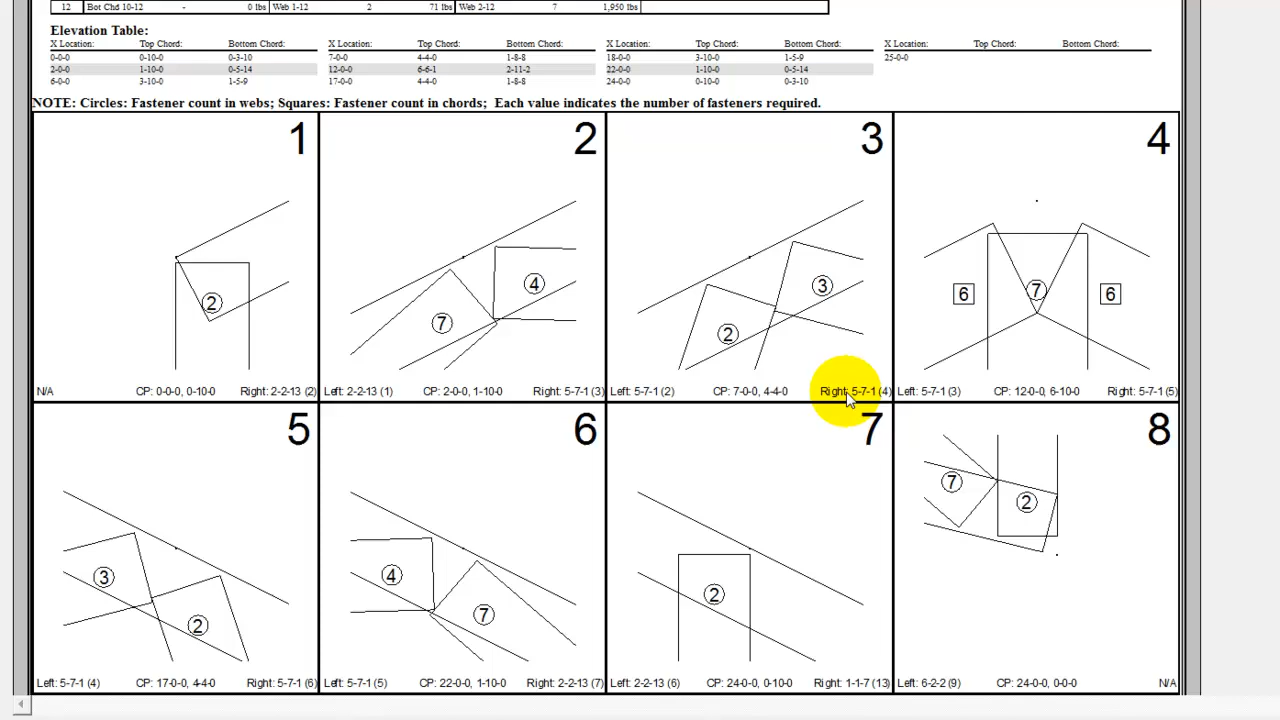 12 Bot Chd 10-12 - 0 lbs Web 1-12 2 71 lbs Web 2-12 7 1,950 lbs
Elevation Table:
X Location: Top Chord: Bottom Chord: X Location: Top Chord: Bottom Chord: X Location: Top Chord: Bottom Chord: X Location: Top Chord: Bottom Chord:
0-0-0 0-10-0 0-3-10 7-0-0 4-4-0 1-8-8 18-0-0 3-10-0 1-5-9 25-0-0
2-0-0 1-10-0 0-5-14 12-0-0 6-6-1 2-11-2 22-0-0 1-10-0 0-5-14
6-0-0 3-10-0 1-5-9 17-0-0 4-4-0 1-8-8 24-0-0 0-10-0 0-3-10
NOTE: Circles: Fastener count in webs; Squares: Fastener count in chords; Each value indicates the number of fasteners required.
1
2
N/A CP: 0-0-0, 0-10-0 Right: 2-2-13 (2)
2
4
7
Left: 2-2-13 (1) CP: 2-0-0, 1-10-0 Right: 5-7-1 (3)
3
3
2
Left: 5-7-1 (2) CP: 7-0-0, 4-4-0 Right: 5-7-1 (4)
4
6 7 6
Left: 5-7-1 (3) CP: 12-0-0, 6-10-0 Right: 5-7-1 (5)
5
3
2
Left: 5-7-1 (4) CP: 17-0-0, 4-4-0 Right: 5-7-1 (6)
6
4
7
Left: 5-7-1 (5) CP: 22-0-0, 1-10-0 Right: 2-2-13 (7)
7
2
Left: 2-2-13 (6) CP: 24-0-0, 0-10-0 Right: 1-1-7 (13)
8
7
2
Left: 6-2-2 (9) CP: 24-0-0, 0-0-0 N/A